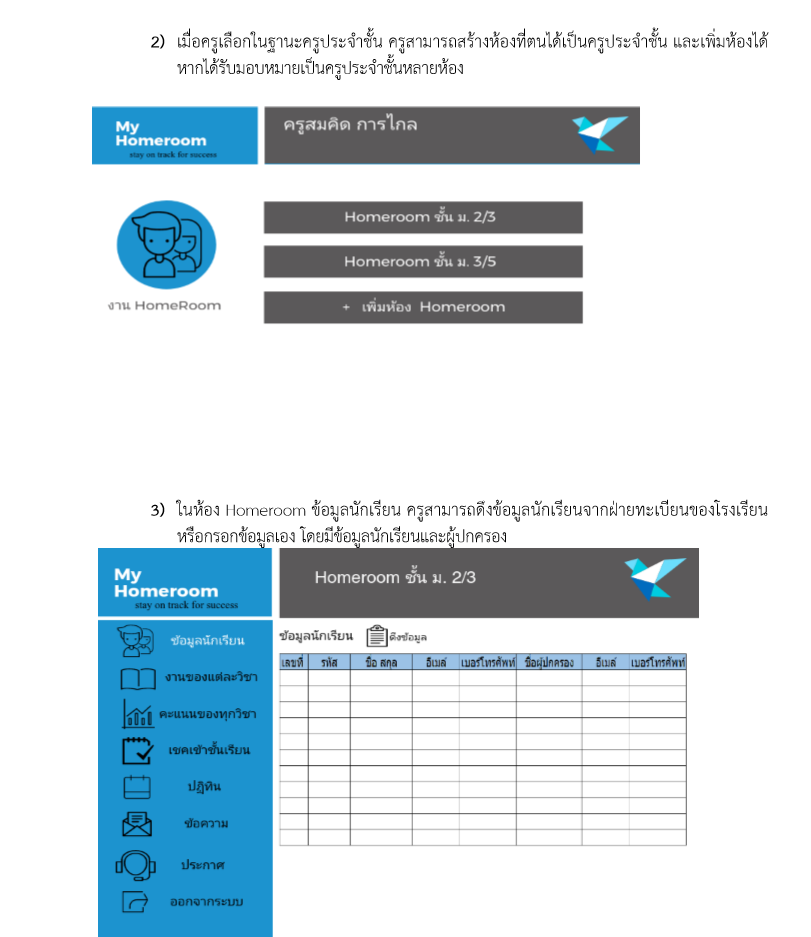 2) เมื่อครูเลือกในฐานะครูประจำชั้น ครูสามารถสร้างห้องที่ตนได้เป็นครูประจำชั้น และเพิ่มห้องได้
หากได้รับมอบหมายเป็นครูประจำชั้นหลายห้อง
My
Homeroom
stay on track for success
ครูสมคิด การไกล
Homeroom ชั้น ม. 2/3
Homeroom ชั้น ม. 3/5
+ เพิ่มห้อง Homeroom
งาน HomeRoom
3) ในห้อง Homeroom ข้อมูลนักเรียน ครูสามารถดึงข้อมูลนักเรียนจากฝ่ายทะเบียนของโรงเรียน
หรือกรอกข้อมูลเอง โดยมีข้อมูลนักเรียนและผู้ปกครอง
My
Homeroom
stay on track for success
Homeroom ชั้น ม. 2/3
ข้อมูลนักเรียน
งานของแต่ละวิชา
คะแนนของทุกวิชา
เชคเข้าชั้นเรียน
ปฏิทิน
ข้อความ
ประกาศ
ออกจากระบบ
ข้อมูลนักเรียน ดึงข้อมูล
เลขที่ รหัส ชื่อ สกุล อีเมล์ เบอร์โทรศัพท์ ชื่อผู้ปกครอง อีเมล์ เบอร์โทรศัพท์